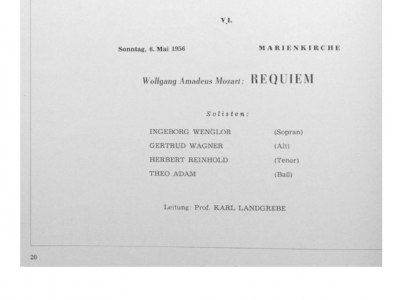 VI.
Sonntag, 6. Mai 1956 MARIENKIRCHE
Wolfgang Amadeus Mozart: REQUIEM
Solisten:
INGEBORG WENGLOR (Sopran)
GERTRUD WAGNER (Alt)
HERBERT REINHOLD (Tenor)
THEO ADAM (Baß)
Leitung: Prof. KARL LANDGREBE
20